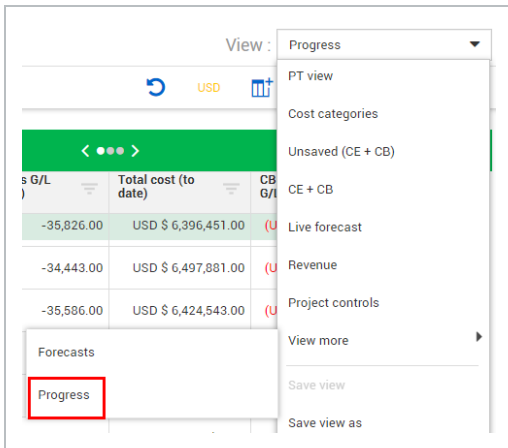 View : Progress
USD
PT view
Cost categories
Unsaved (CE + CB)
CE + CB
Live forecast
Revenue
Project controls
View more
Save view
Save view as
s G/L
)
Total cost (to
date)
CB
G/L
-35,826.00 USD $ 6,396,451.00 (U
-34,443.00 USD $ 6,497,881.00 (U
-35,586.00 USD $ 6,424,543.00 (U
Forecasts
Progress